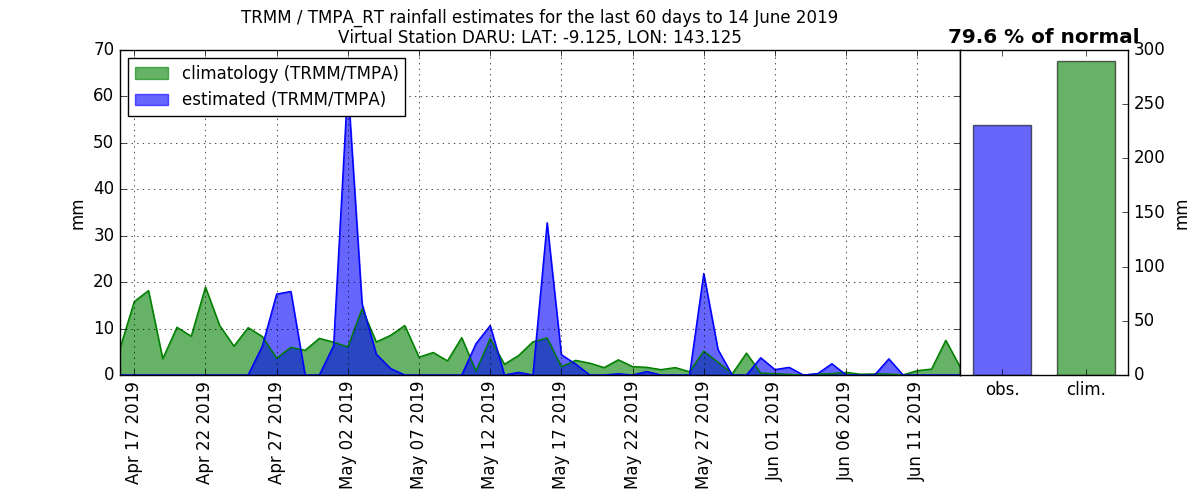 TRMM / TMPA_RT rainfall estimates for the last 60 days to 14 June 2019
Virtual Station DARU: LAT: -9.125, LON: 143.125
79.6 % of normal
climatology (TRMM/TMPA)
estimated (TRMM/TMPA)
mm
70
60
50
40
30
20
10
0
Apr 17 2019
Apr 22 2019
Apr 27 2019
May 02 2019
May 07 2019
May 12 2019
May 17 2019
May 22 2019
May 27 2019
Jun 01 2019
Jun 06 2019
Jun 11 2019
300
250
200
150
100
50
0
mm
obs.
clim.